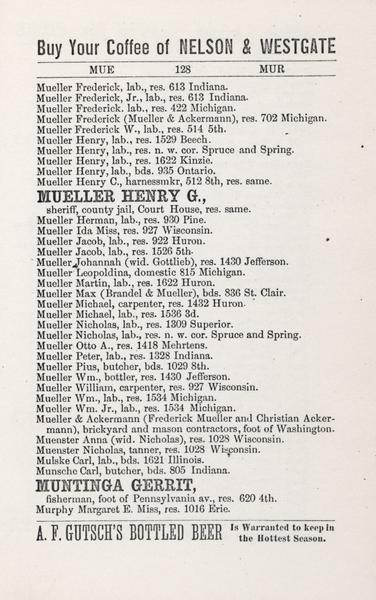 Buy Your Coffee of NELSON & WESTGATE
MUE 128 MUR
Mueller Frederick, lab., res. 613 Indiana.
Mueller Frederick, Jr., lab., res. 613 Indiana.
Mueller Frederick. lab., res. 422 Michigan.
Mueller Frederick (Mueller & Ackermann), res. 702 Michigan.
Mueller Frederick W., lab., res. 514 5th.
Mueller Henry, lab., res. 1529 Beech.
Mueller Henry, lab., res. n. w. cor. Spruce and Spring.
Mueller Henry, lab., res. 1622 Kinzie.
Mueller Henry, lab., bds. 935 Ontario.
Mueller Henry C., harnessmkr, 512 8th, res. same.
MUELLER HENRY G.,
sheriff, county jail, Court House, res. same.
Mueller Herman, lab., res. 930 Pine.
Mueller Ida Miss, res. 927 Wisconsin.
Mueller Jacob, lab., res. 922 Huron.
Mueller Jacob, lab., res. 1526 5th.
Mueller Johannah (wid. Gottlieb), res. 1430 Jefferson.
Mueller Leopoldina, domestic 815 Michigan.
Mueller Martin, lab., res. 1622 Huron.
Mueller Max (Brandel & Mueller), bds. 836 St. Clair.
Mueller Michael, carpenter, res. 1432 Huron.
Mueller Michael, lab., res. 1536 3d.
Mueller Nicholas, lab., res. 1309 Superior.
Mueller Nicholas, lab., res. n. w. cor. Spruce and Spring.
Mueller Otto A., res. 1418 Mehrtens.
Mueller Peter, lab., res. 1328 Indiana.
Mueller Pius, butcher, bds. 1029 8th.
Mueller Wm., bottler, res. 1430 Jefferson.
Mueller William, carpenter, res. 927 Wisconsin.
Mueller Wm., lab., res. 1534 Michigan.
Mueller Wm. Jr., lab., res. 1534 Michigan.
Mueller & Ackermann (Frederick Mueller and Christian Acker-
mann), brickyard and mason contractors, foot of Washington.
Muenster Anna (wid. Nicholas), res. 1028 Wisconsin.
Muenster Nicholas, tanner, res. 1028 Wisconsin.
Mulske Carl, lab., bds. 1621 Illinois.
Munsche Carl, butcher, bds. 805 Indiana.
MUNTINGA GERRIT,
fisherman, foot of Pennsylvania av., res. 620 4th.
Murphy Margaret E. Miss, res. 1016 Erie.
A. F. GUTSCH'S BOTTLED BEER Is Warranted to keep in
the Hottest Season.